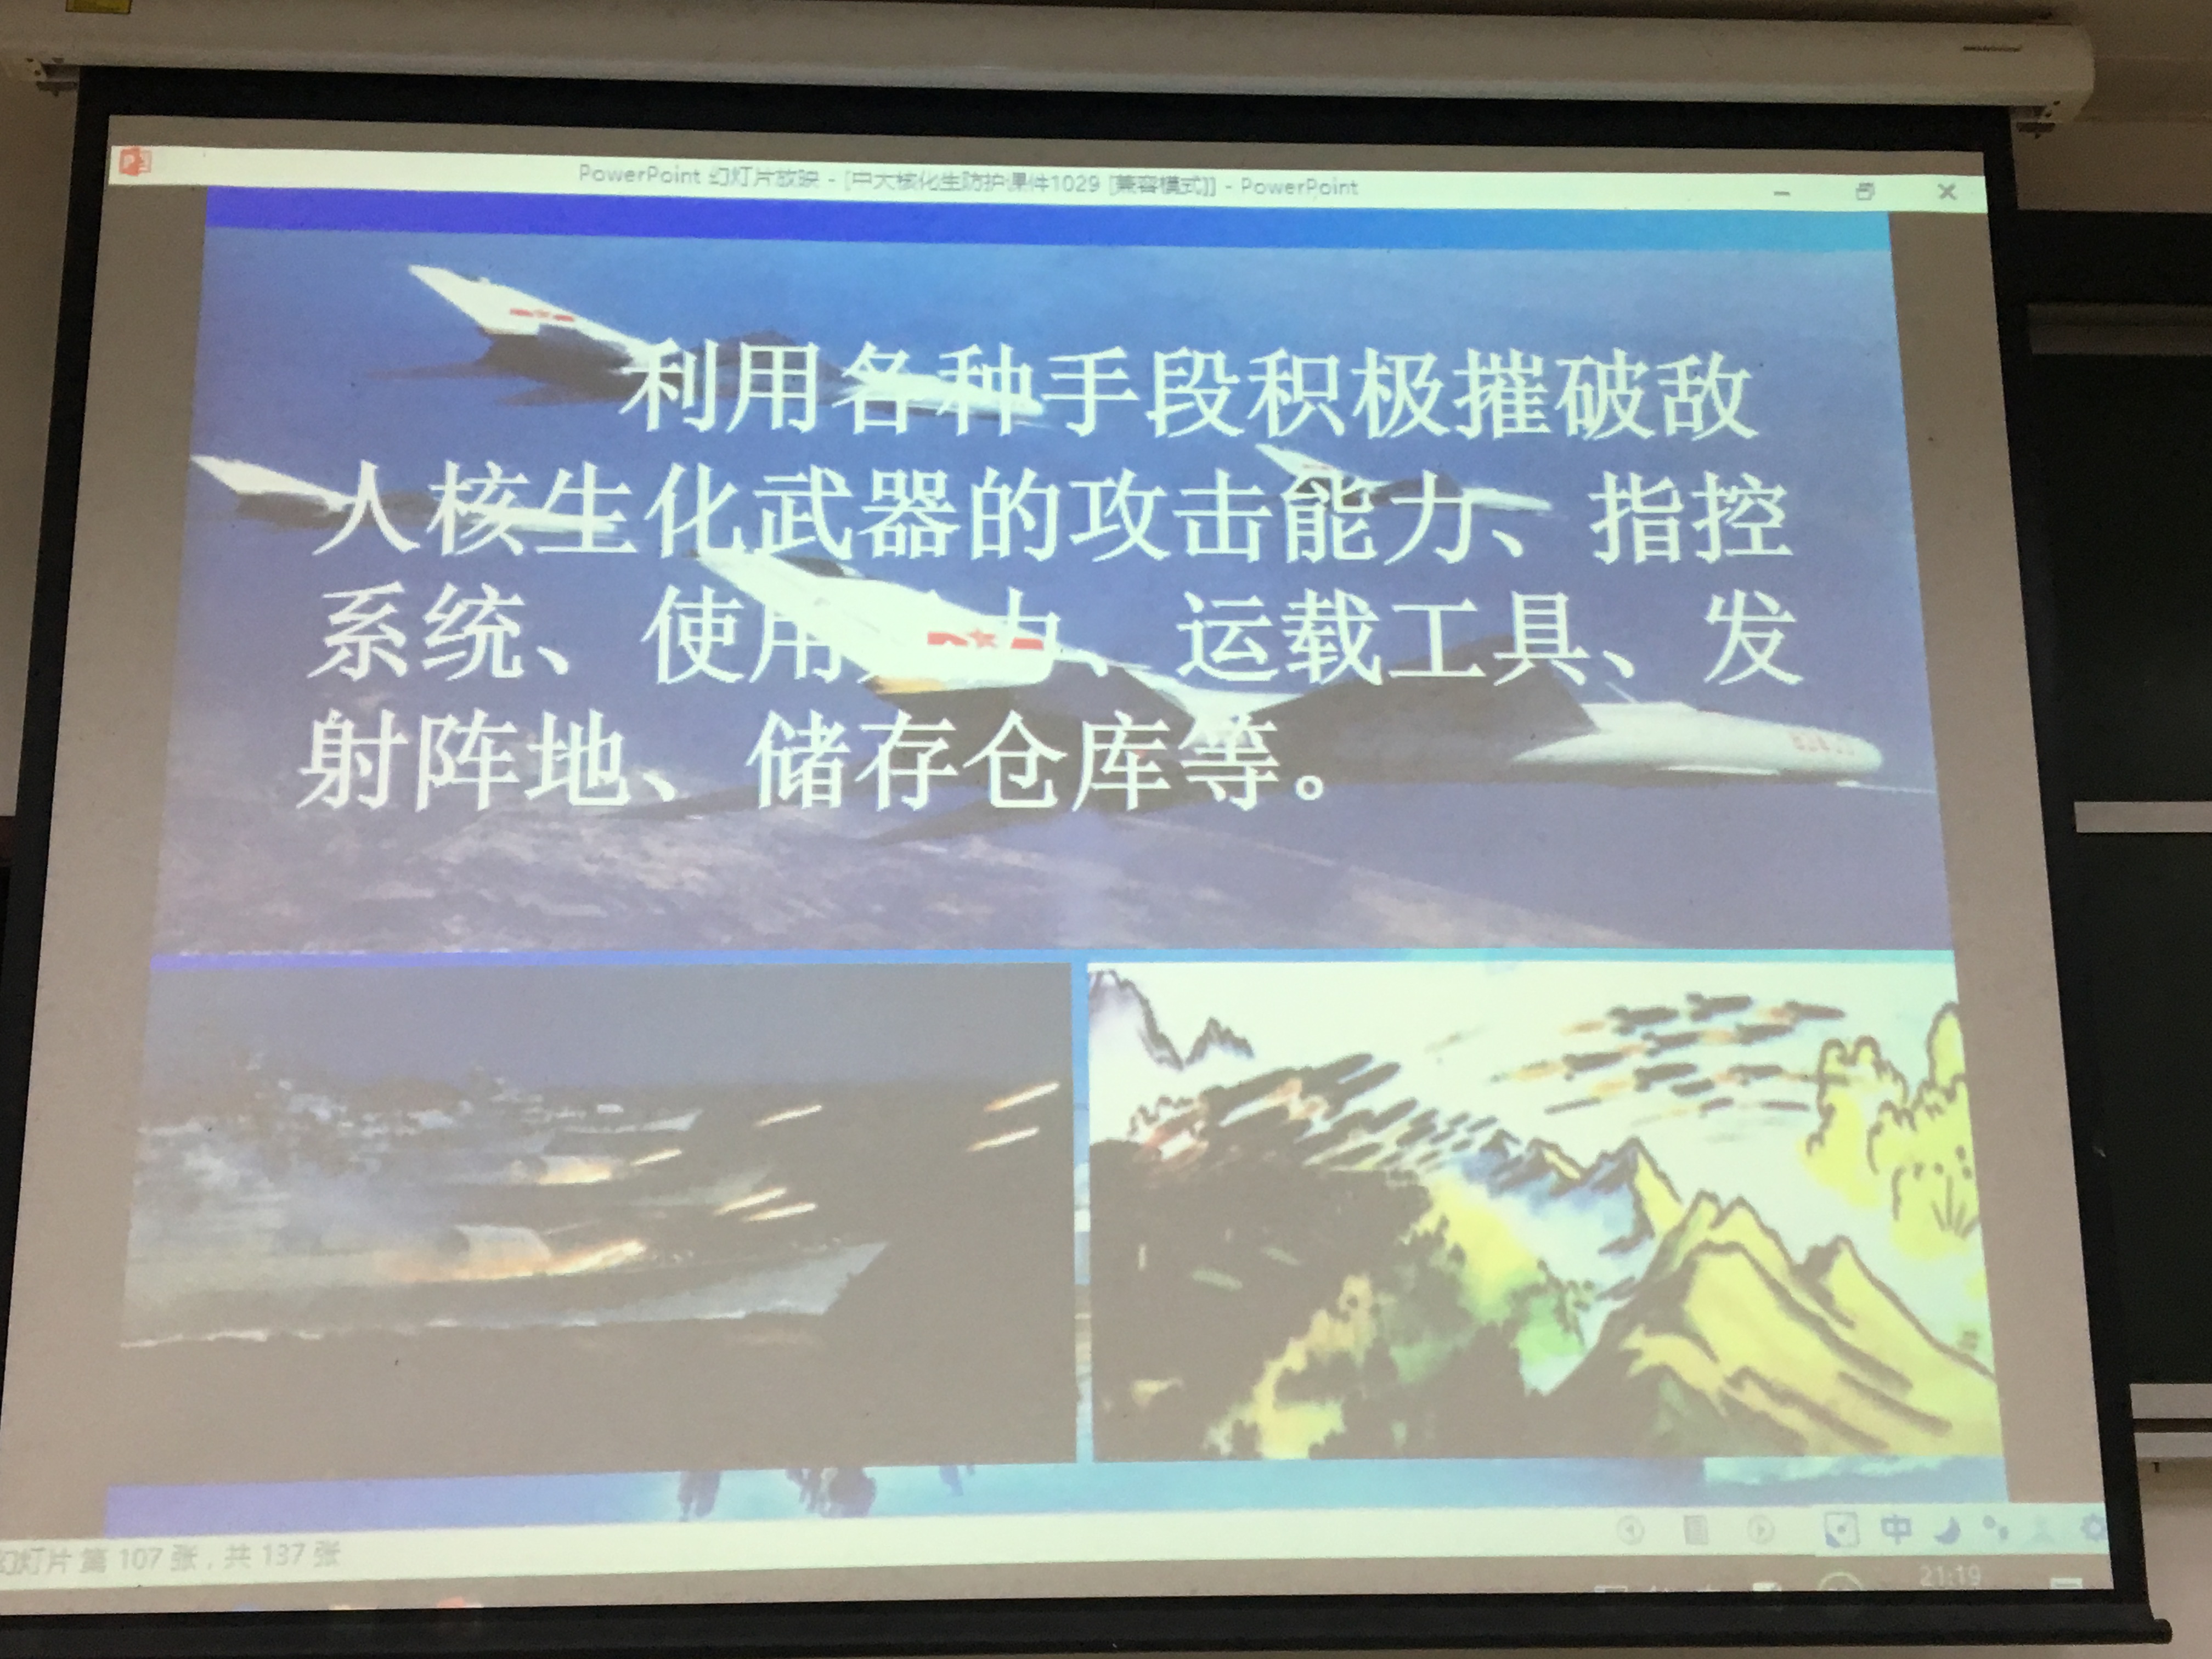 PowerPoint 幻灯片放映 - [中大核化生防护课件1029 [兼容模式]] - PowerPoint
利用各种手段积极摧破敌
人核生化武器的攻击能力、指控
系统、使用 力、运载工具、发
射阵地、储存仓库等。
幻灯片 第 107 张，共 137 张
中
21:19